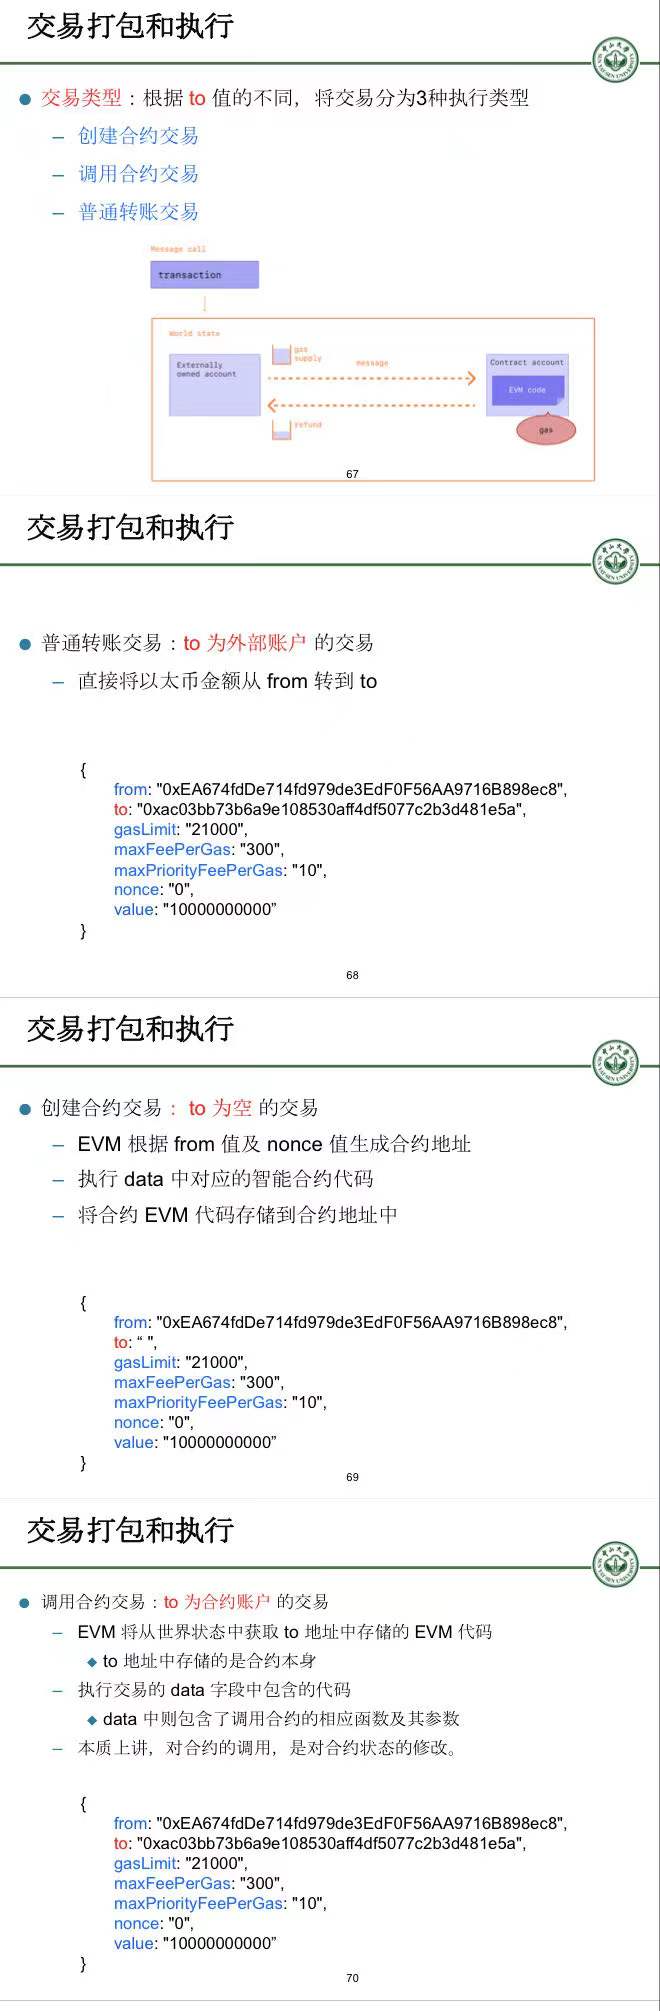 交易打包和执行
● 交易类型：根据 to 值的不同，将交易分为3种执行类型
– 创建合约交易
– 调用合约交易
– 普通转账交易
Message call
transaction
World state
Externally
owned account
gas
supply
message
Contract account
EVM code
refund
gas
67
交易打包和执行
● 普通转账交易：to 为外部账户 的交易
– 直接将以太币金额从 from 转到 to
{
from: "0xEA674fdDe714fd979de3EdF0F56AA9716B898ec8",
to: "0xac03bb73b6a9e108530aff4df5077c2b3d481e5a",
gasLimit: "21000",
maxFeePerGas: "300",
maxPriorityFeePerGas: "10",
nonce: "0",
value: "10000000000”
}
68
交易打包和执行
● 创建合约交易： to 为空 的交易
– EVM 根据 from 值及 nonce 值生成合约地址
– 执行 data 中对应的智能合约代码
– 将合约 EVM 代码存储到合约地址中
{
from: "0xEA674fdDe714fd979de3EdF0F56AA9716B898ec8",
to: “ ",
gasLimit: "21000",
maxFeePerGas: "300",
maxPriorityFeePerGas: "10",
nonce: "0",
value: "10000000000”
}
69
交易打包和执行
● 调用合约交易：to 为合约账户 的交易
– EVM 将从世界状态中获取 to 地址中存储的 EVM 代码
◆ to 地址中存储的是合约本身
– 执行交易的 data 字段中包含的代码
◆ data 中则包含了调用合约的相应函数及其参数
– 本质上讲，对合约的调用，是对合约状态的修改。
{
from: "0xEA674fdDe714fd979de3EdF0F56AA9716B898ec8",
to: "0xac03bb73b6a9e108530aff4df5077c2b3d481e5a",
gasLimit: "21000",
maxFeePerGas: "300",
maxPriorityFeePerGas: "10",
nonce: "0",
value: "10000000000”
}
70